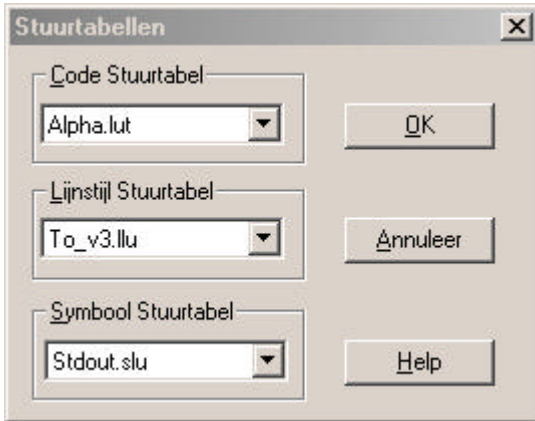 Stuurtabellen
Code Stuurtabel
Alpha.lut
OK
Lijnstijl Stuurtabel
To_v3.llu
Annuleer
Symbool Stuurtabel
Stdout.slu
Help